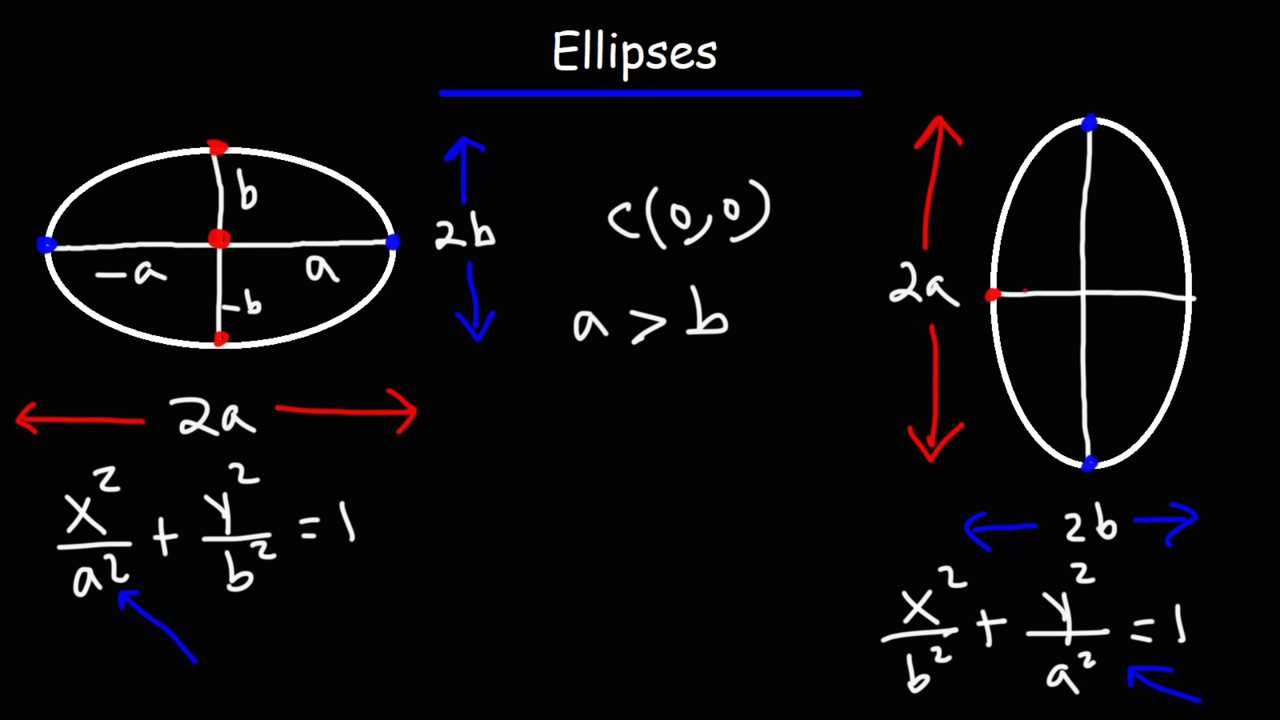 Ellipses
b
-a
a
-b
2b
2a
x²/a² + y²/b² = 1
C(0,0)
a > b
2a
2b
x²/b² + y²/a² = 1